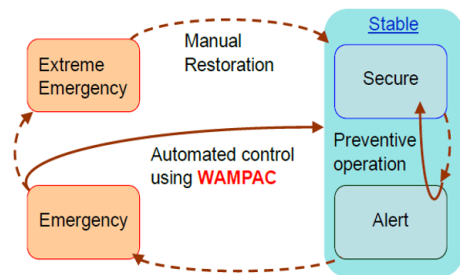 Stable
Manual
Restoration
Extreme
Emergency
Secure
Preventive
operation
Automated control
using WAMPAC
Emergency
Alert